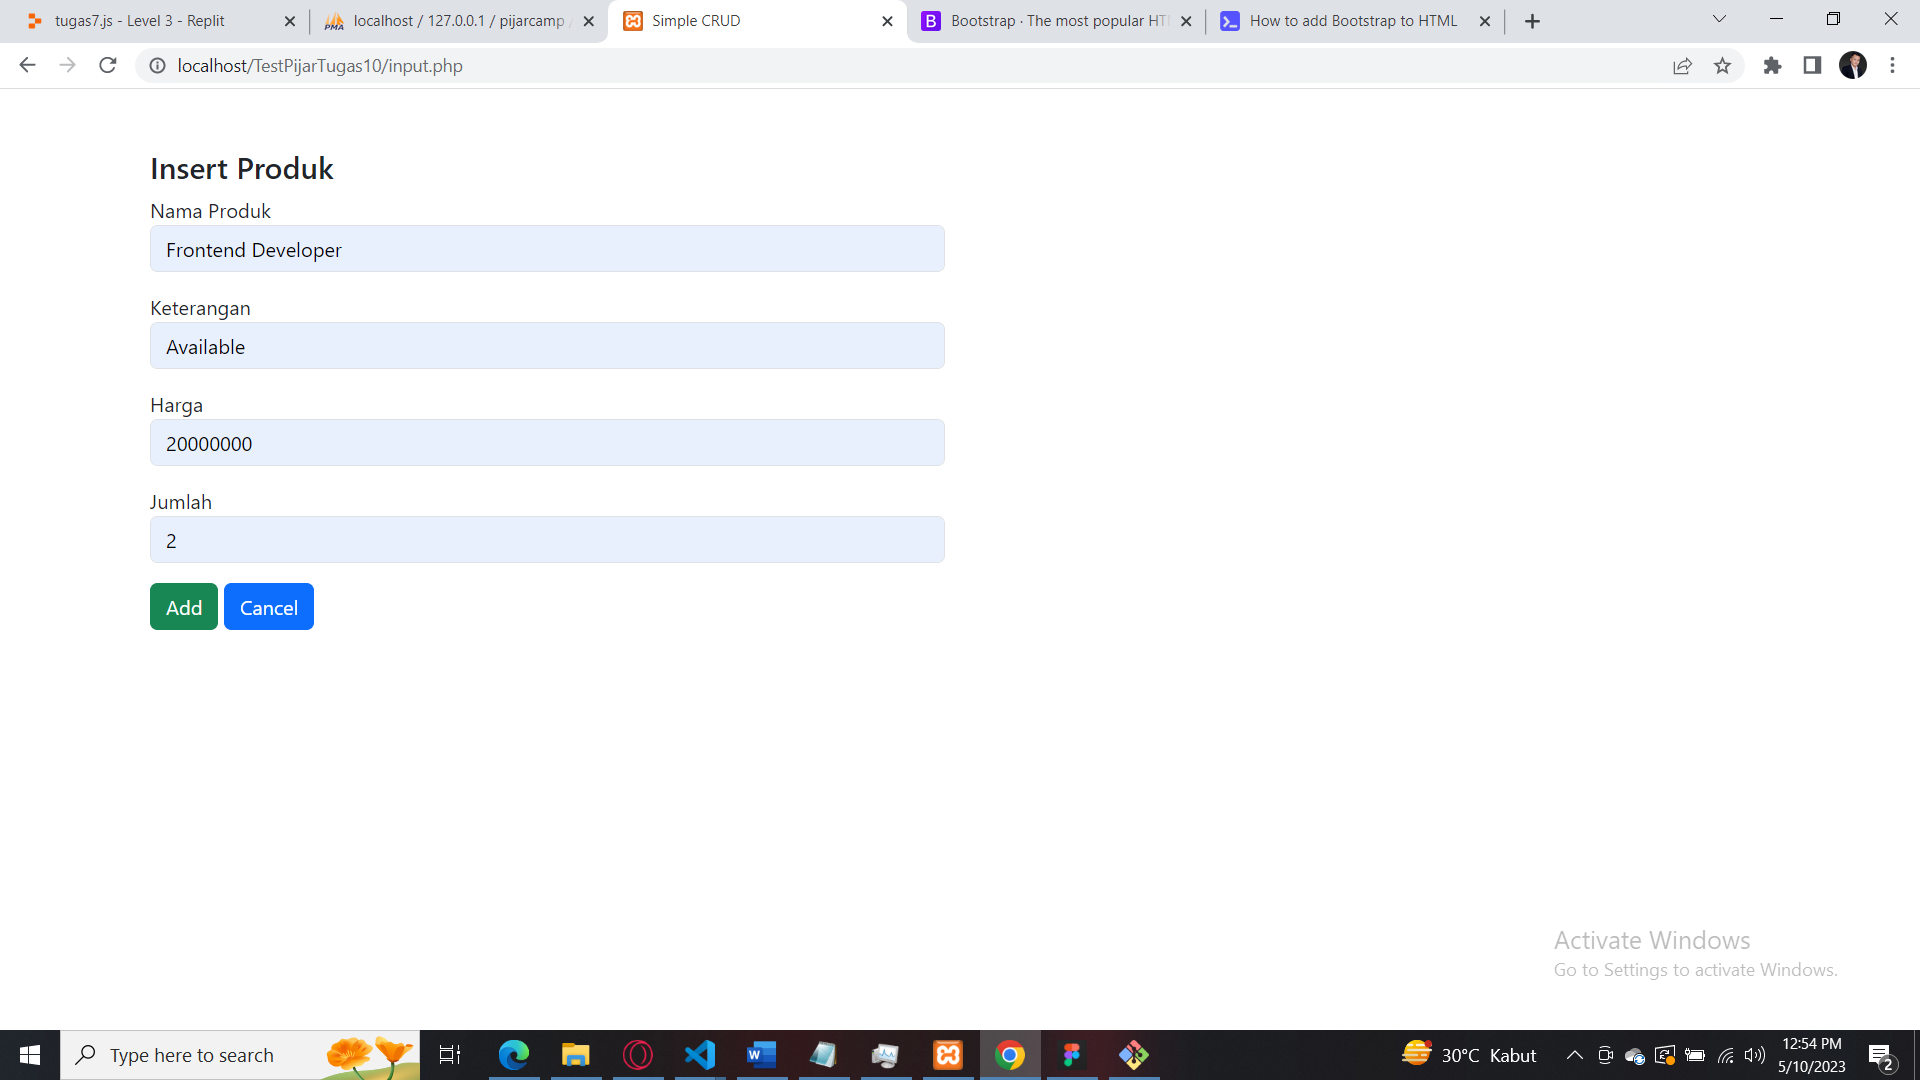 tugas7.js - Level 3 - Replit
localhost / 127.0.0.1 / pijarcamp /
Simple CRUD
Bootstrap · The most popular HT
How to add Bootstrap to HTML
localhost/TestPijarTugas10/input.php
Insert Produk
Nama Produk
Frontend Developer
Keterangan
Available
Harga
20000000
Jumlah
2
Add Cancel
Activate Windows
Go to Settings to activate Windows.
Type here to search
30°C Kabut
12:54 PM
5/10/2023
2